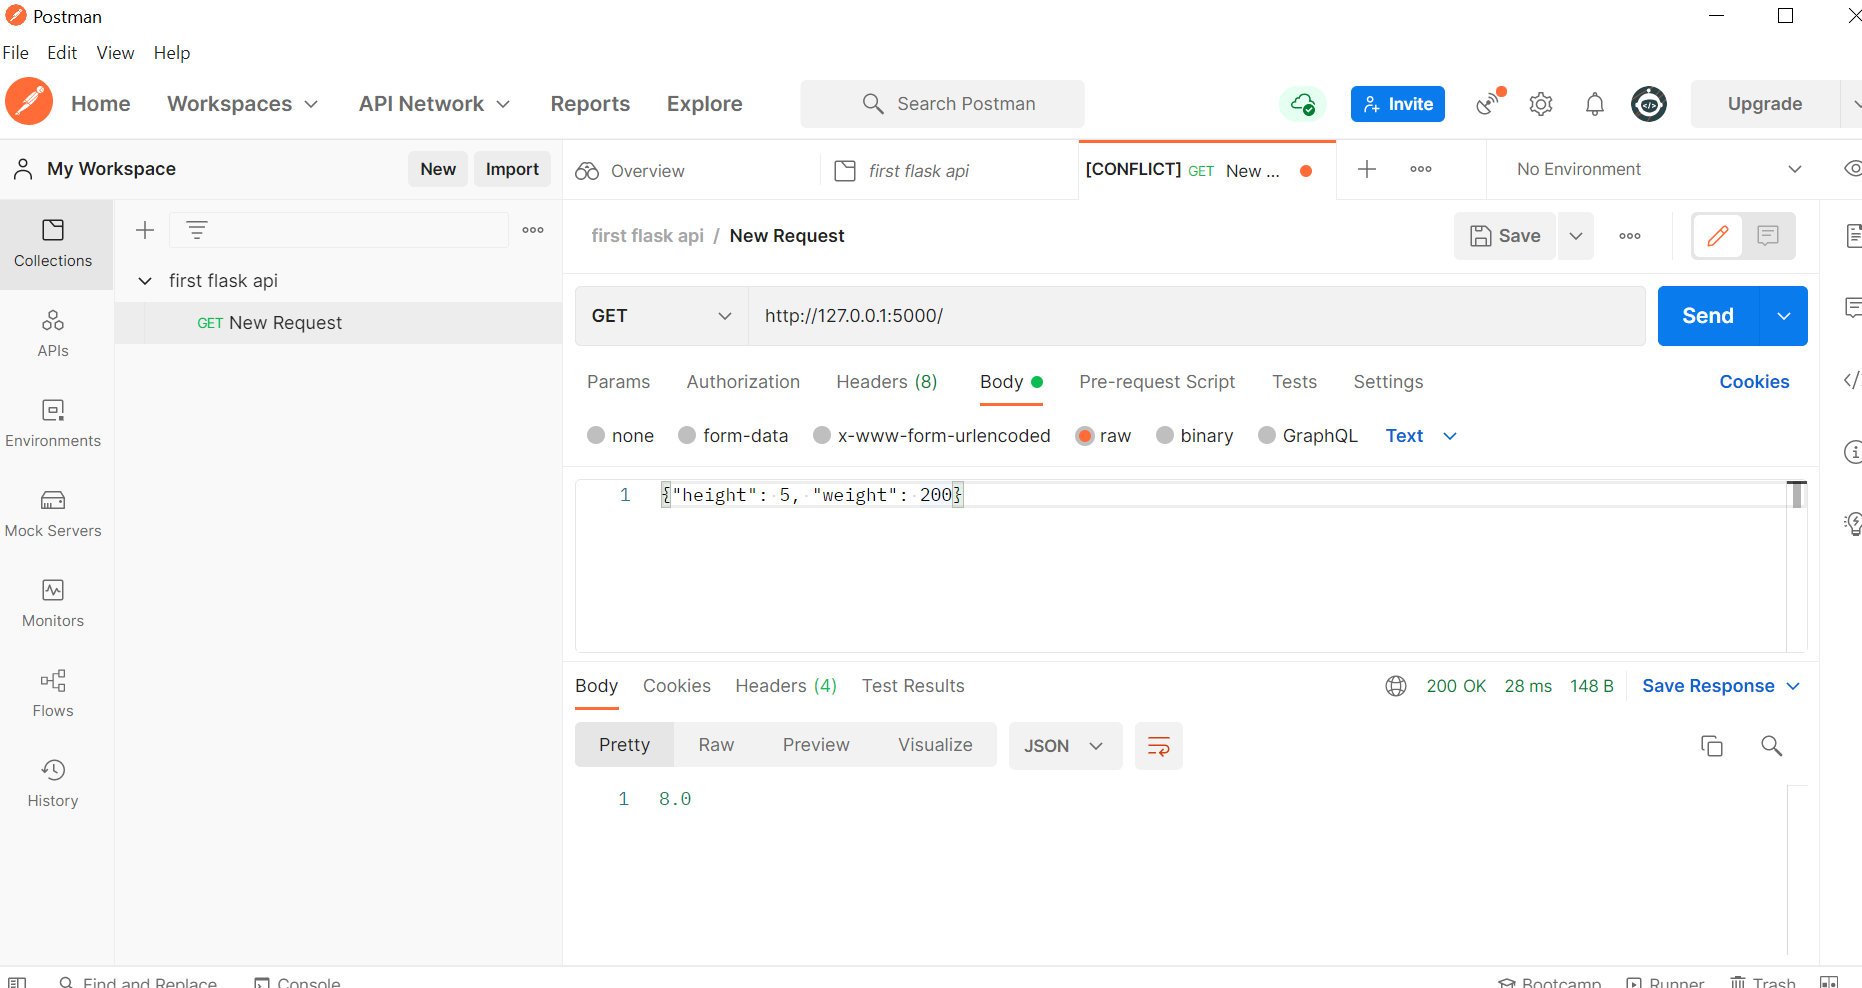 Postman
File Edit View Help
Home Workspaces API Network Reports Explore Search Postman Invite Upgrade
My Workspace New Import Overview first flask api [CONFLICT] GET New ... No Environment
Collections
APIs
Environments
Mock Servers
Monitors
Flows
History
first flask api
GET New Request
first flask api / New Request Save
GET http://127.0.0.1:5000/ Send
Params Authorization Headers (8) Body Pre-request Script Tests Settings Cookies
none form-data x-www-form-urlencoded raw binary GraphQL Text
1 {"height": 5, "weight": 200}
Body Cookies Headers (4) Test Results 200 OK 28 ms 148 B Save Response
Pretty Raw Preview Visualize JSON
1 8.0
Find and Replace Console Bootcamp Runner Trash